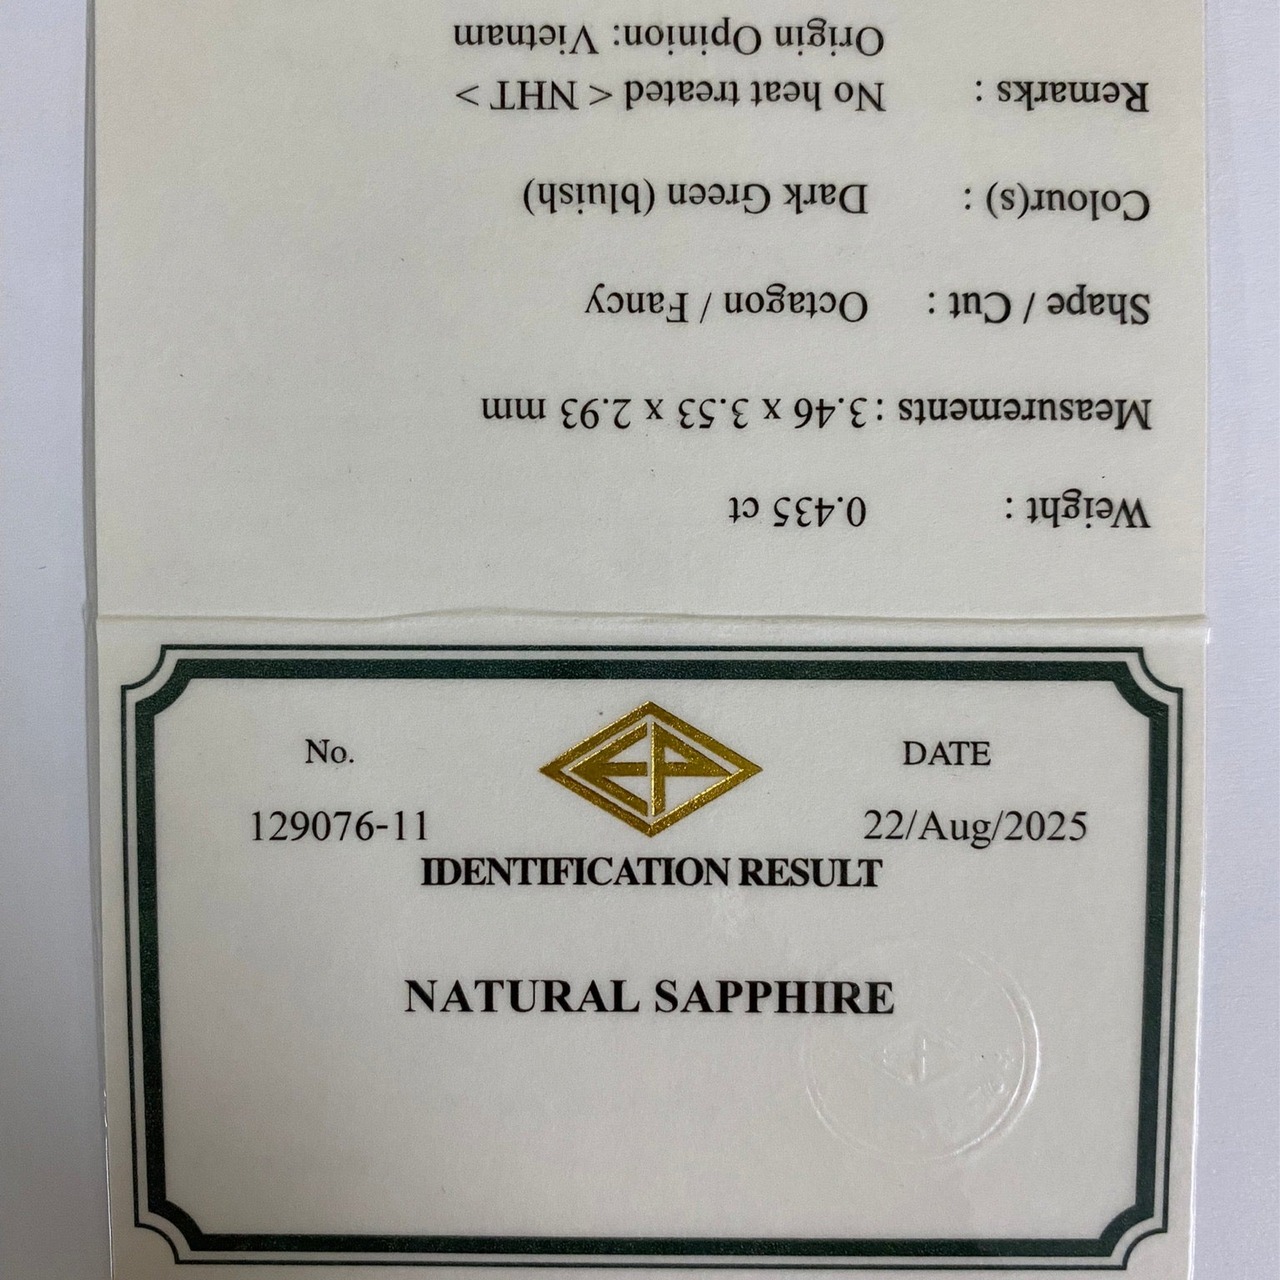 Weight : 0.435 ct
Measurements : 3.46 x 3.53 x 2.93 mm
Shape / Cut : Octagon / Fancy
Colour(s) : Dark Green (bluish)
Remarks : No heat treated < NHT >
Origin Opinion: Vietnam
No. DATE
129076-11 22/Aug/2025
IDENTIFICATION RESULT
NATURAL SAPPHIRE